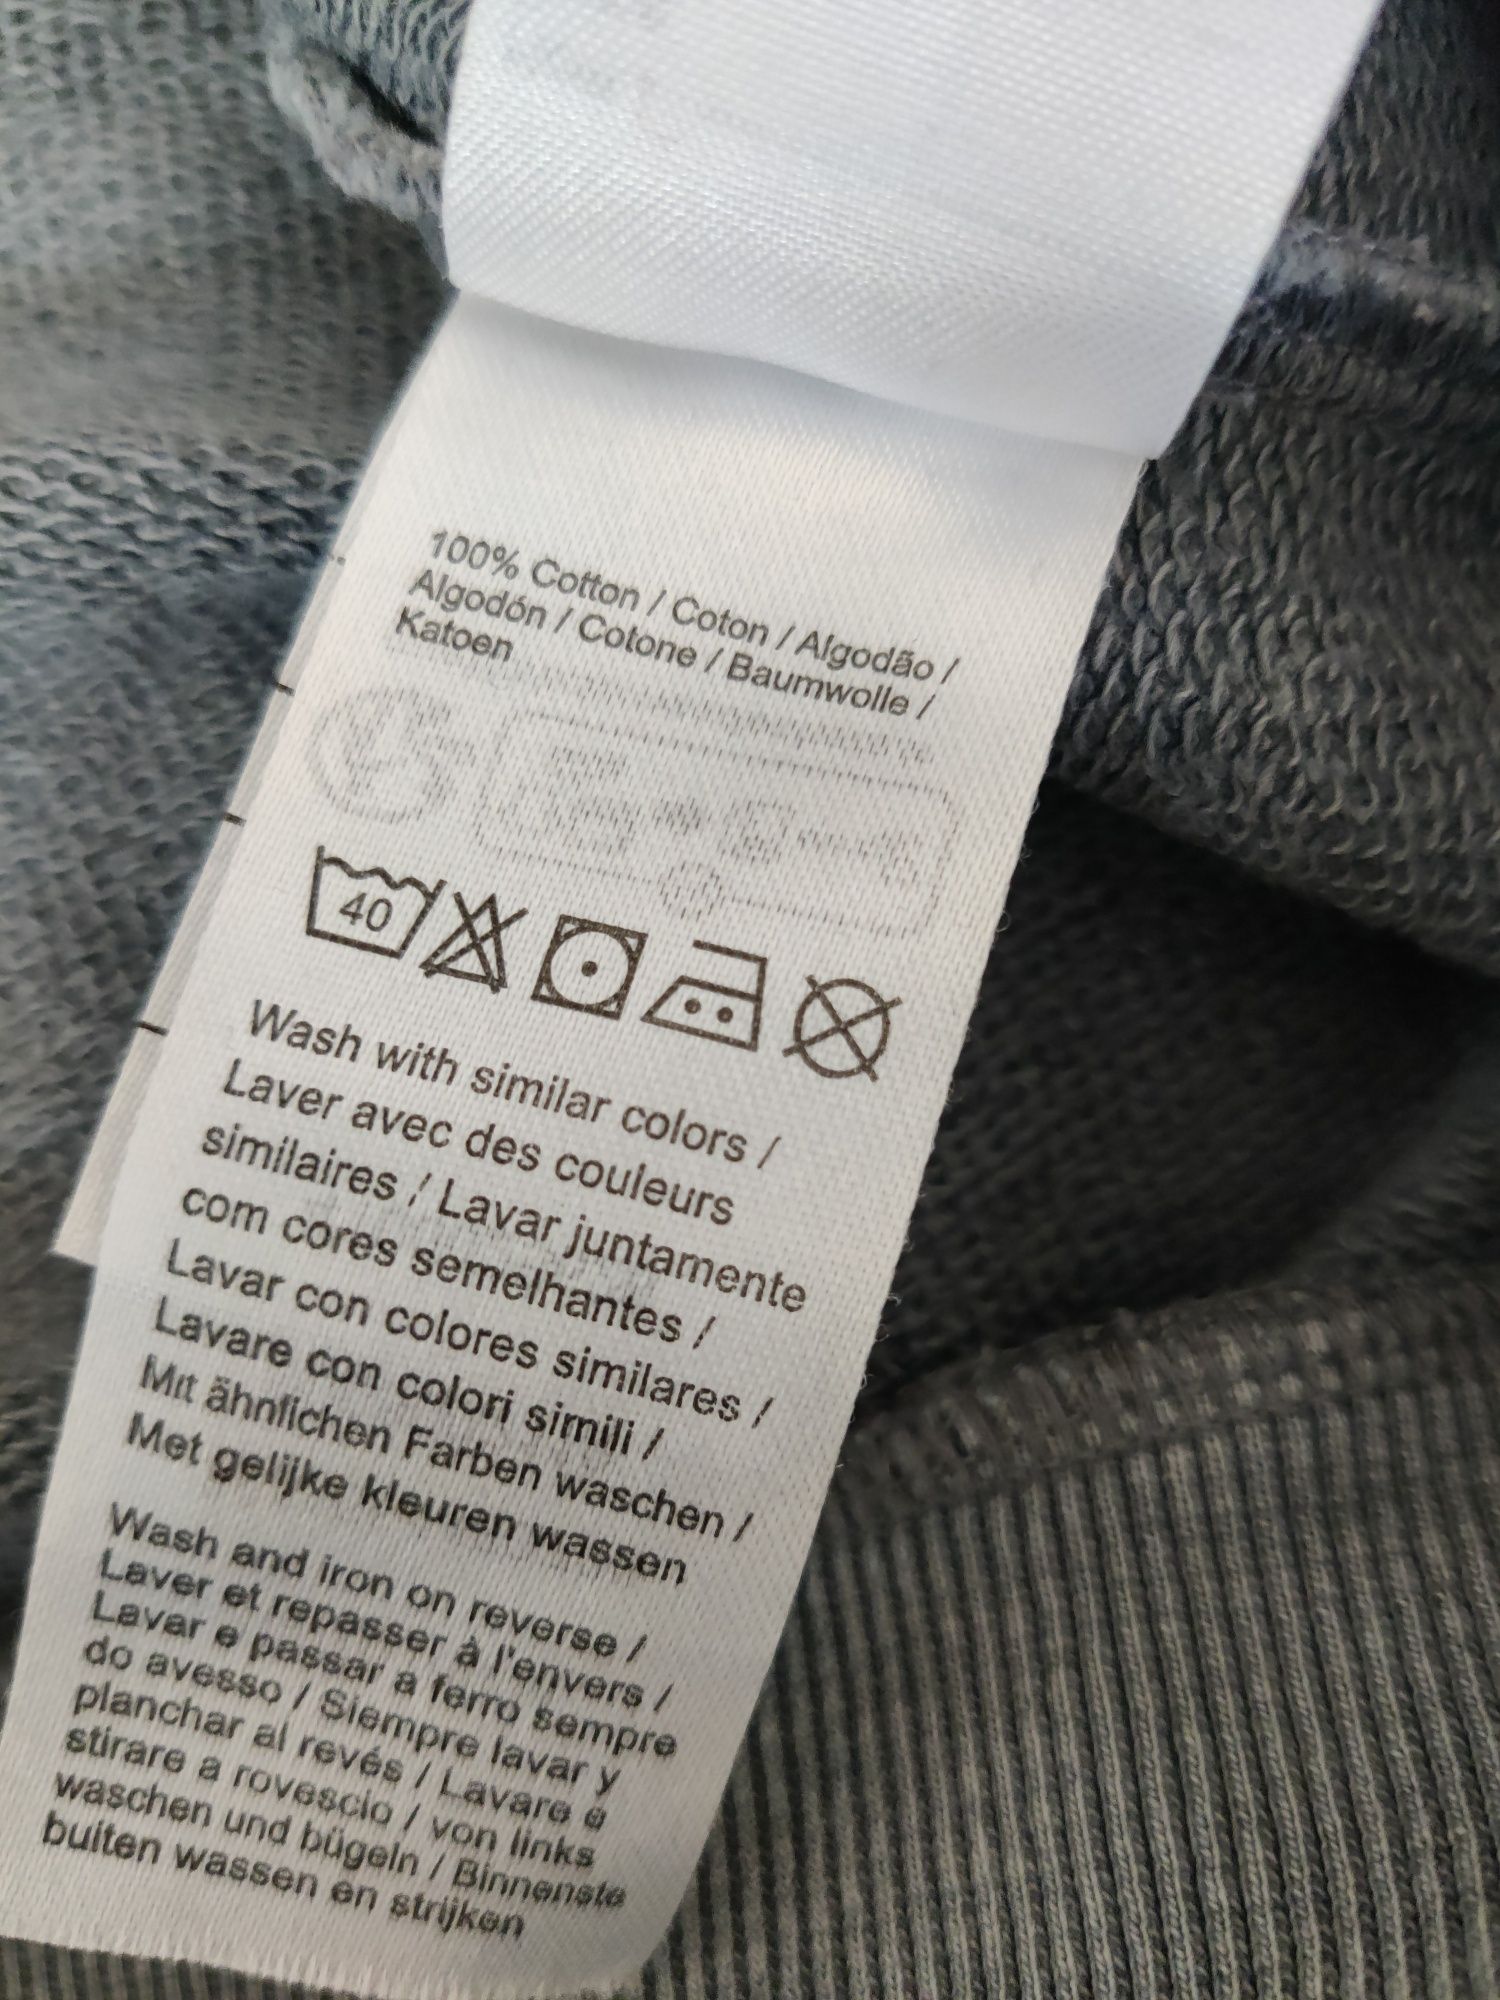 100% Cotton / Coton / Algodão /
Algodón / Cotone / Baumwolle /
Katoen
40
Wash with similar colors /
Laver avec des couleurs
similaires / Lavar juntamente
com cores semelhantes /
Lavar con colores similares /
Lavare con colori simili /
Mit ähnlichen Farben waschen /
Met gelijke kleuren wassen
Wash and iron on reverse /
Laver et repasser à l'envers /
Lavar e passar a ferro sempre
do avesso / Siempre lavar y
planchar al revés / Lavare e
stirare a rovescio / von links
waschen und bügeln / Binnenste
buiten wassen en strijken